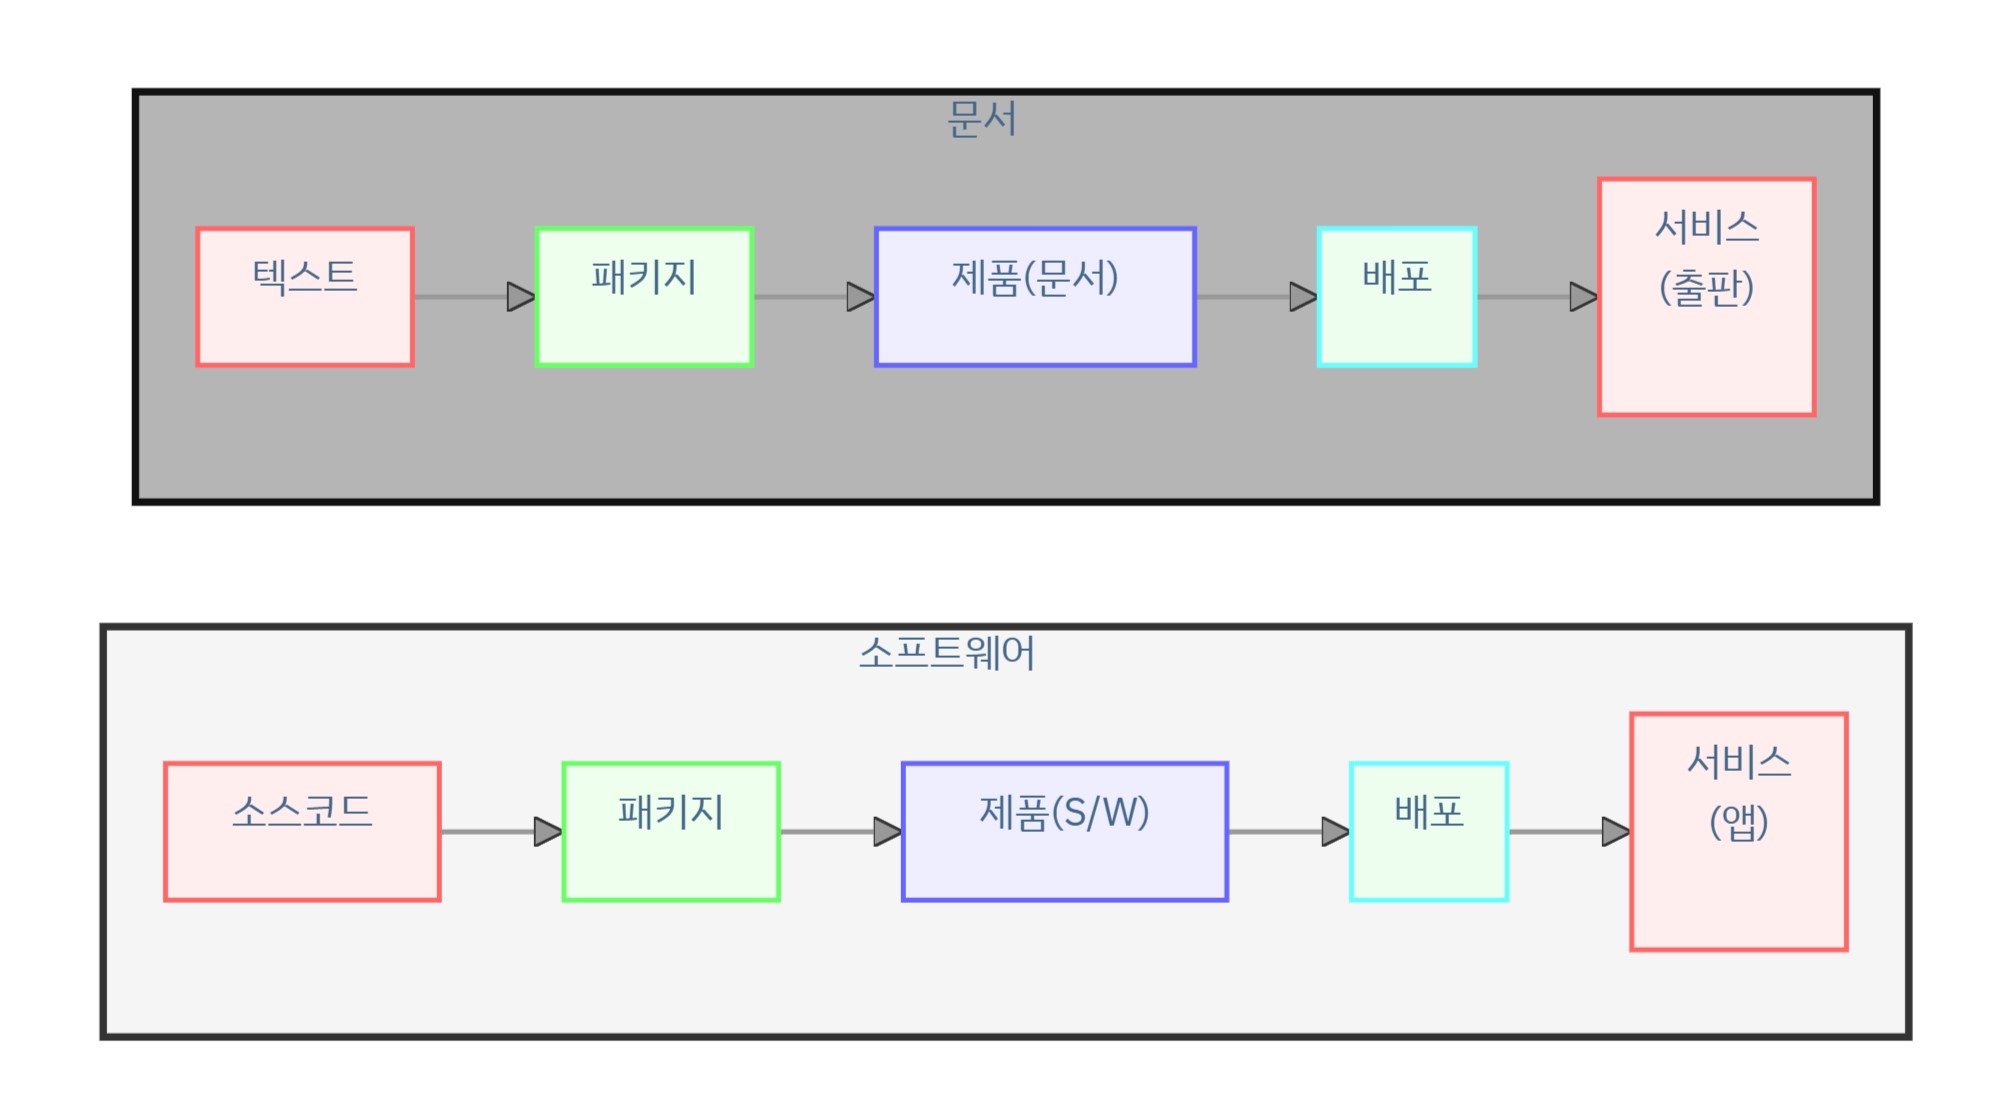 문서
텍스트
패키지
제품(문서)
배포
서비스
(출판)
소프트웨어
소스코드
패키지
제품(S/W)
배포
서비스
(앱)